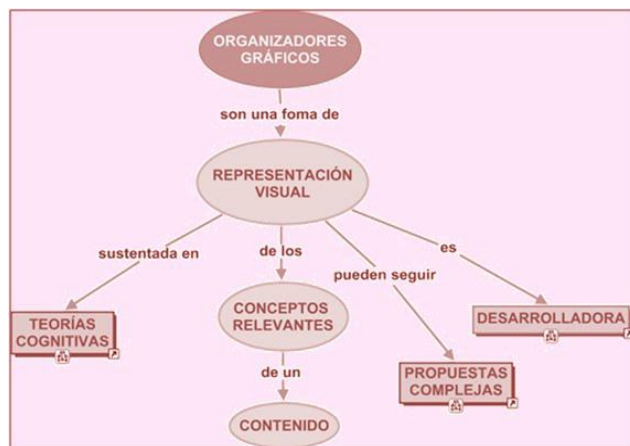 ORGANIZADORES
GRÁFICOS
son una foma de
REPRESENTACIÓN
VISUAL
sustentada en
de los
pueden seguir
es
TEORÍAS
COGNITIVAS
CONCEPTOS
RELEVANTES
DESARROLLADORA
PROPUESTAS
COMPLEJAS
de un
CONTENIDO